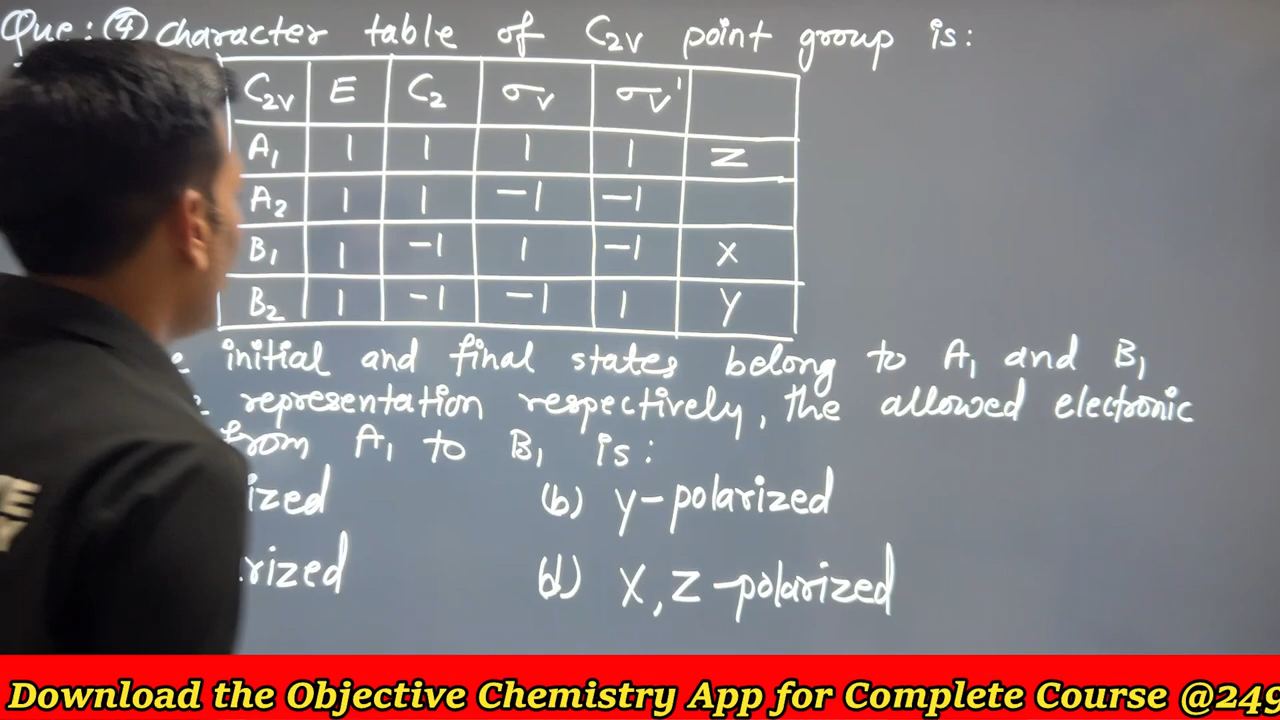 Que: ④ character table of C2v point group is:
C2v E C2 σv σv'
A1 1 1 1 1 Z
A2 1 1 -1 -1
B1 1 -1 1 -1 X
B2 1 -1 -1 1 Y
initial and final states belong to A1 and B1
representation respectively, the allowed electronic
from A1 to B1 is:
ized (b) y-polarized
arized (d) X, Z-polarized
Download the Objective Chemistry App for Complete Course @249